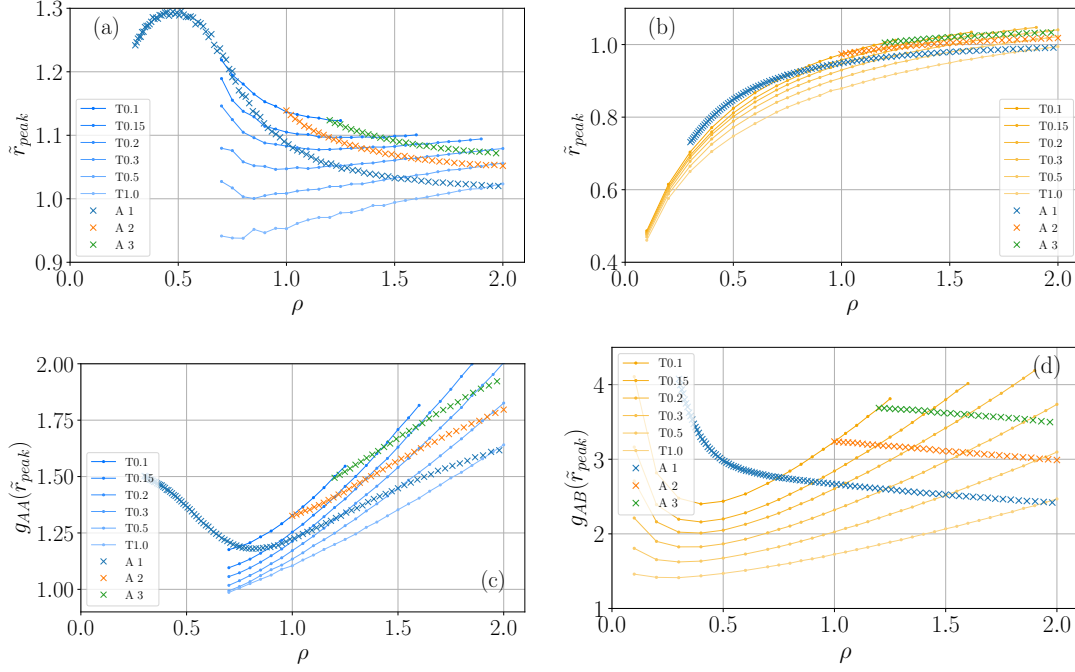 (a)
1.3
1.2
1.1
1.0
0.9
r̃peak
T0.1
T0.15
T0.2
T0.3
T0.5
T1.0
A 1
A 2
A 3
0.0 0.5 1.0 1.5 2.0
ρ
(b)
1.0
0.8
0.6
0.4
r̃peak
T0.1
T0.15
T0.2
T0.3
T0.5
T1.0
A 1
A 2
A 3
0.0 0.5 1.0 1.5 2.0
ρ
2.00
1.75
1.50
1.25
1.00
gAA(r̃peak)
T0.1
T0.15
T0.2
T0.3
T0.5
T1.0
A 1
A 2
A 3
(c)
0.0 0.5 1.0 1.5 2.0
ρ
(d)
4
3
2
1
gAB(r̃peak)
T0.1
T0.15
T0.2
T0.3
T0.5
T1.0
A 1
A 2
A 3
0.0 0.5 1.0 1.5 2.0
ρ